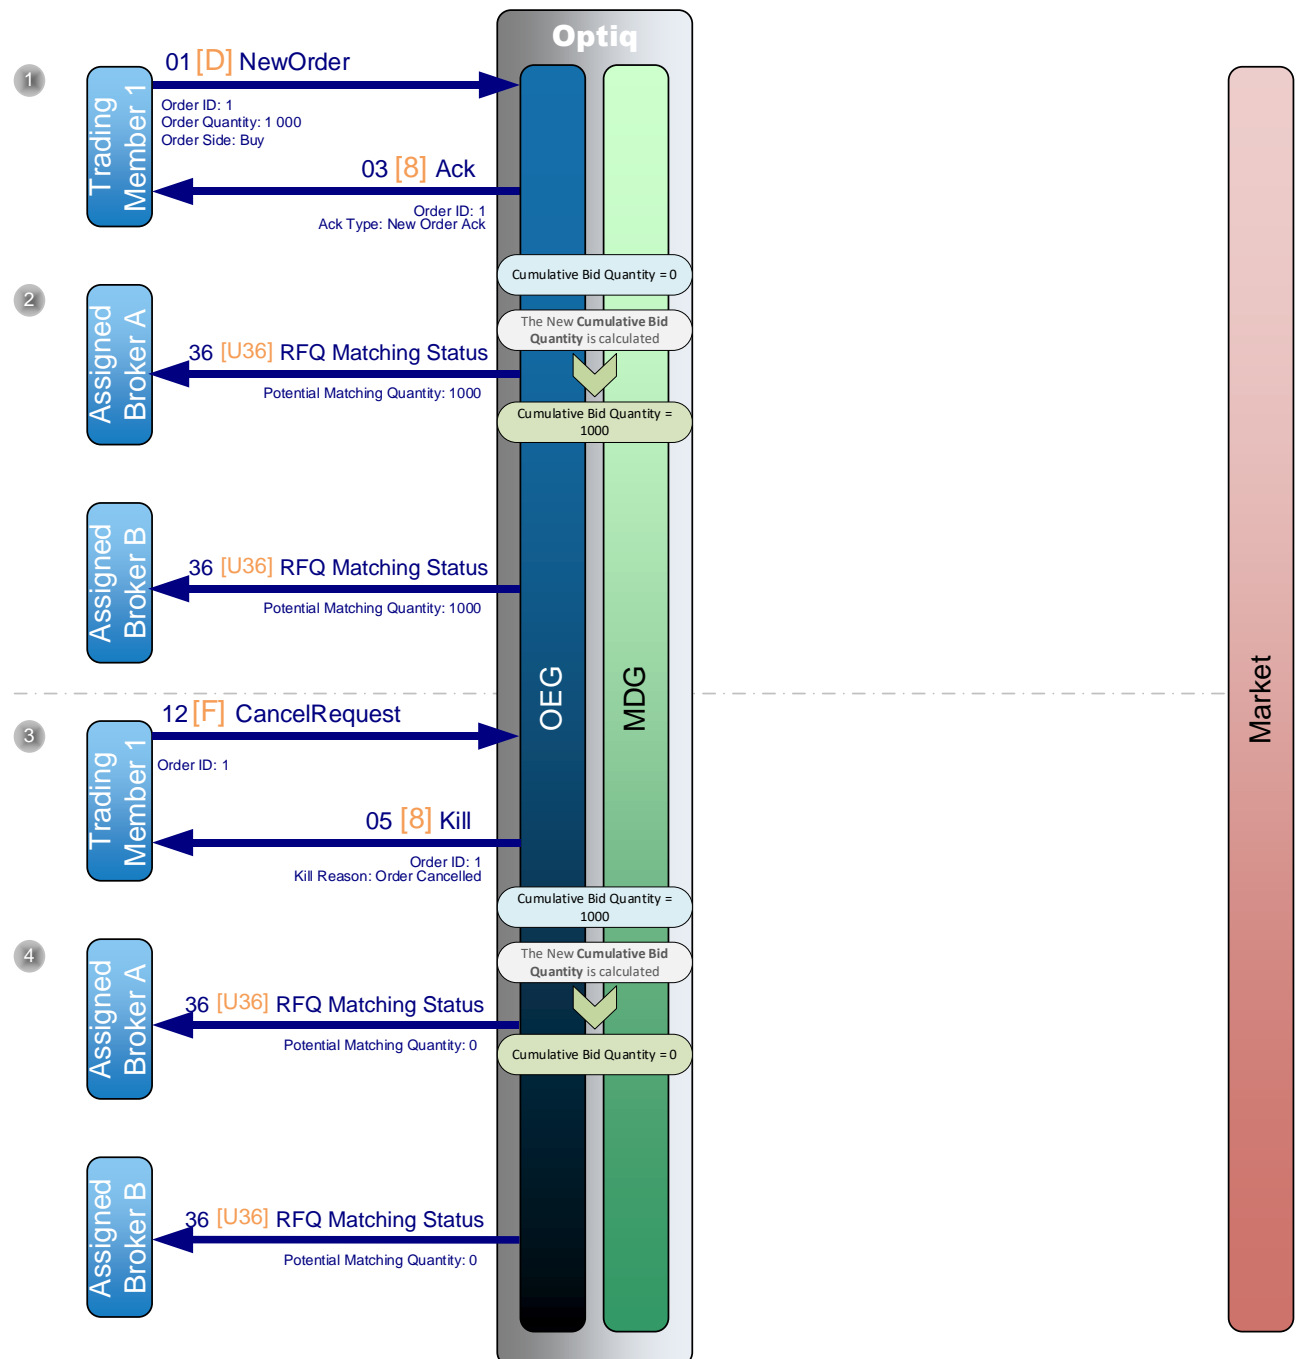 Optiq
1
Trading
Member 1
01 [D] NewOrder
Order ID: 1
Order Quantity: 1 000
Order Side: Buy
03 [8] Ack
Order ID: 1
Ack Type: New Order Ack
Cumulative Bid Quantity = 0
2
Assigned
Broker A
The New Cumulative Bid
Quantity is calculated
36 [U36] RFQ Matching Status
Potential Matching Quantity: 1000
Cumulative Bid Quantity =
1000
Assigned
Broker B
36 [U36] RFQ Matching Status
Potential Matching Quantity: 1000
OEG
MDG
Market
3
Trading
Member 1
12 [F] CancelRequest
Order ID: 1
05 [8] Kill
Order ID: 1
Kill Reason: Order Cancelled
Cumulative Bid Quantity =
1000
4
Assigned
Broker A
The New Cumulative Bid
Quantity is calculated
36 [U36] RFQ Matching Status
Potential Matching Quantity: 0
Cumulative Bid Quantity = 0
Assigned
Broker B
36 [U36] RFQ Matching Status
Potential Matching Quantity: 0